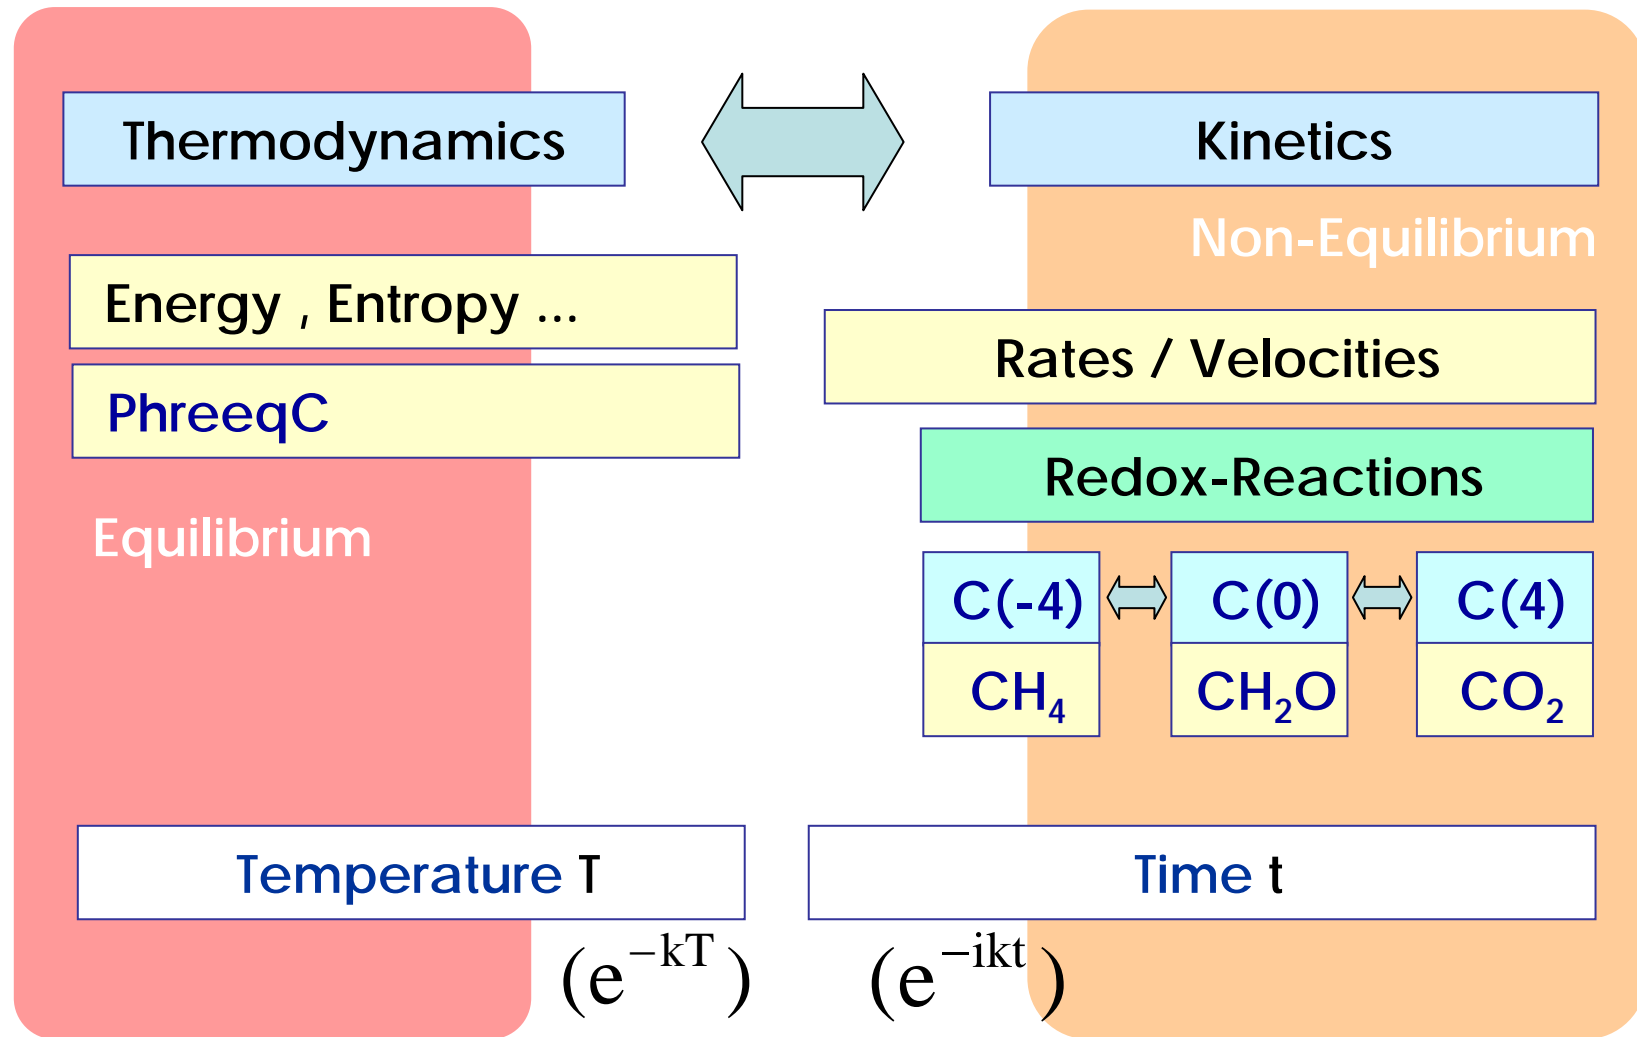 Thermodynamics
Kinetics
Non-Equilibrium
Energy , Entropy ...
Rates / Velocities
PhreeqC
Redox-Reactions
Equilibrium
C(-4) C(0) C(4)
CH₄ CH₂O CO₂
Temperature T
Time t
(e⁻ᵏᵀ) (e⁻ⁱᵏᵗ)